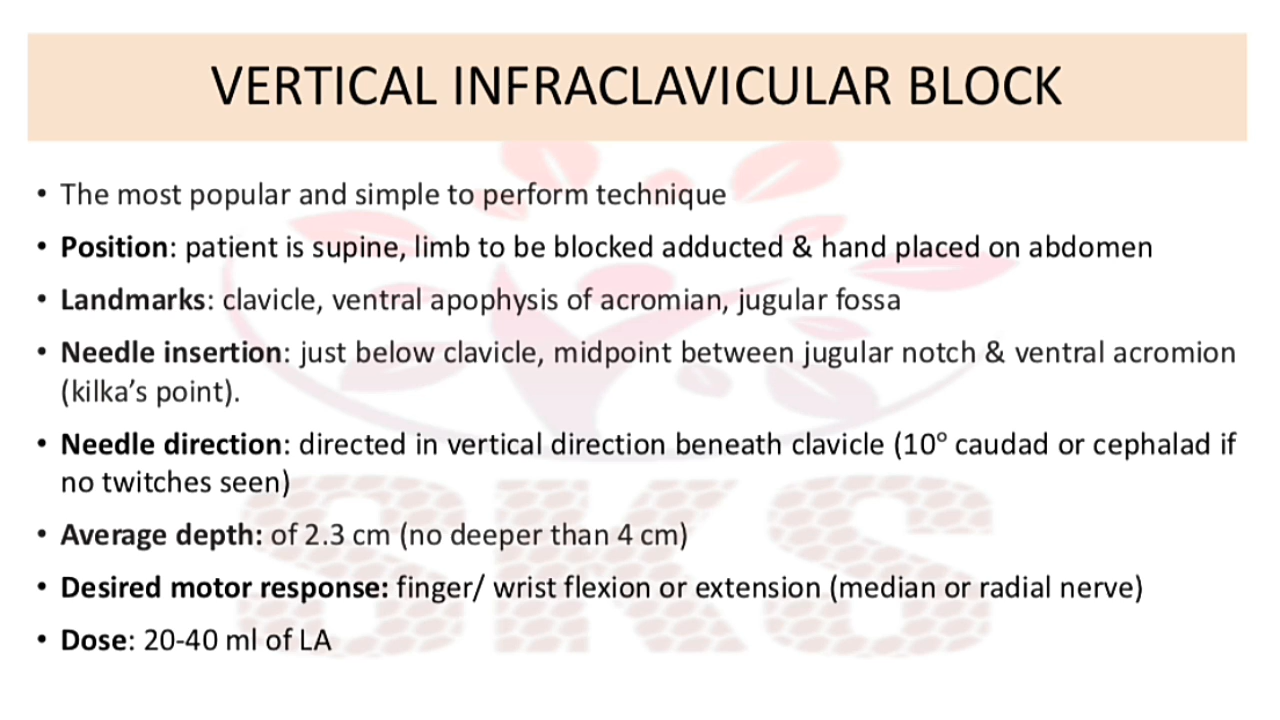 VERTICAL INFRACLAVICULAR BLOCK
• The most popular and simple to perform technique
• Position: patient is supine, limb to be blocked adducted & hand placed on abdomen
• Landmarks: clavicle, ventral apophysis of acromian, jugular fossa
• Needle insertion: just below clavicle, midpoint between jugular notch & ventral acromion
(kilka’s point).
• Needle direction: directed in vertical direction beneath clavicle (10° caudad or cephalad if
no twitches seen)
• Average depth: of 2.3 cm (no deeper than 4 cm)
• Desired motor response: finger/ wrist flexion or extension (median or radial nerve)
• Dose: 20-40 ml of LA
SKS